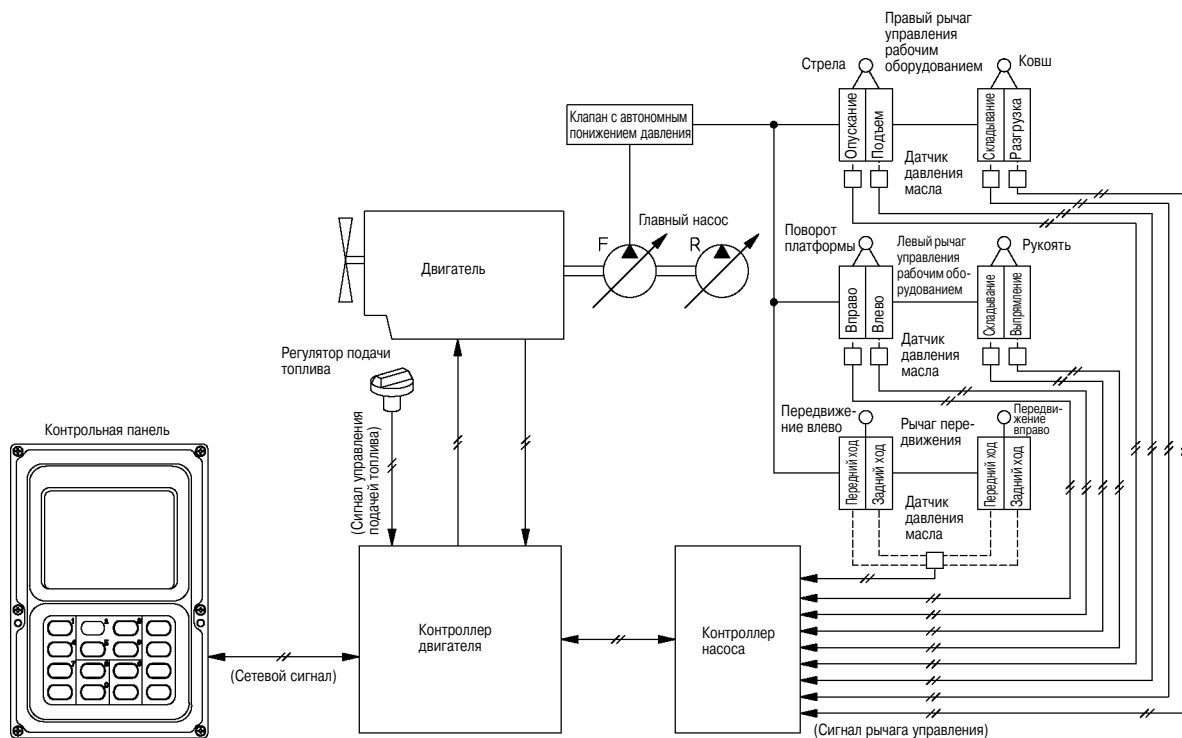 Правый рычаг
управления
рабочим
оборудованием
Стрела
Ковш
Клапан с автономным
понижением давления
Опускание
Подъем
Складывание
Разгрузка
Датчик
давления
масла
Главный насос
F
R
Двигатель
Поворот
платформы
Левый рычаг
управления
рабочим обо-
рудованием
Рукоять
Вправо
Влево
Складывание
Выпрямление
Датчик
давления
масла
Регулятор подачи
топлива
(Сигнал управления
подачей топлива)
Передвиже-
ние влево
Рычаг пере-
движения
Передви-
жение
вправо
Передний ход
Задний ход
Передний ход
Задний ход
Датчик
давления
масла
Контрольная панель
Контроллер
двигателя
Контроллер
насоса
(Сетевой сигнал)
(Сигнал рычага управления)